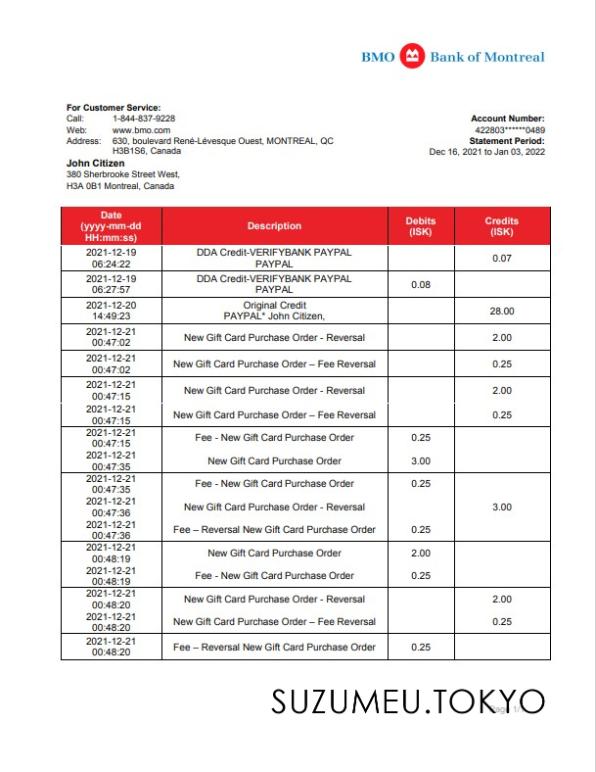 BMO Bank of Montreal
For Customer Service:
Call: 1-844-837-9228
Web: www.bmo.com
Address: 630, boulevard René-Lévesque Ouest, MONTREAL, QC
H3B1S6, Canada
Account Number:
422803******0489
Statement Period:
Dec 16, 2021 to Jan 03, 2022
John Citizen
380 Sherbrooke Street West,
H3A 0B1 Montreal, Canada
Date
(yyyy-mm-dd
HH:mm:ss)
Description
Debits
(ISK)
Credits
(ISK)
2021-12-19
06:24:22
DDA Credit-VERIFYBANK PAYPAL
PAYPAL
0.07
2021-12-19
06:27:57
DDA Credit-VERIFYBANK PAYPAL
PAYPAL
0.08
2021-12-20
14:49:23
Original Credit
PAYPAL* John Citizen,
28.00
2021-12-21
00:47:02
New Gift Card Purchase Order - Reversal
2.00
2021-12-21
00:47:02
New Gift Card Purchase Order – Fee Reversal
0.25
2021-12-21
00:47:15
New Gift Card Purchase Order - Reversal
2.00
2021-12-21
00:47:15
New Gift Card Purchase Order – Fee Reversal
0.25
2021-12-21
00:47:15
Fee - New Gift Card Purchase Order
0.25
2021-12-21
00:47:35
New Gift Card Purchase Order
3.00
2021-12-21
00:47:35
Fee - New Gift Card Purchase Order
0.25
2021-12-21
00:47:36
New Gift Card Purchase Order - Reversal
3.00
2021-12-21
00:47:36
Fee – Reversal New Gift Card Purchase Order
0.25
2021-12-21
00:48:19
New Gift Card Purchase Order
2.00
2021-12-21
00:48:19
Fee - New Gift Card Purchase Order
0.25
2021-12-21
00:48:20
New Gift Card Purchase Order - Reversal
2.00
2021-12-21
00:48:20
New Gift Card Purchase Order – Fee Reversal
0.25
2021-12-21
00:48:20
Fee – Reversal New Gift Card Purchase Order
0.25
SUZUMEU.TOKYO